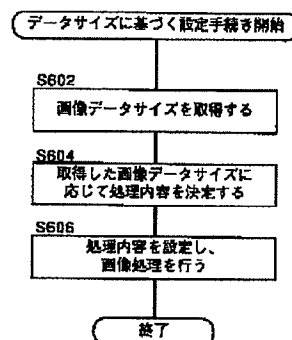 データサイズに基づく設定手続き開始
S602
画像データサイズを取得する
S604
取得した画像データサイズに
応じて処理内容を決定する
S606
処理内容を設定し、
画像処理を行う
終了